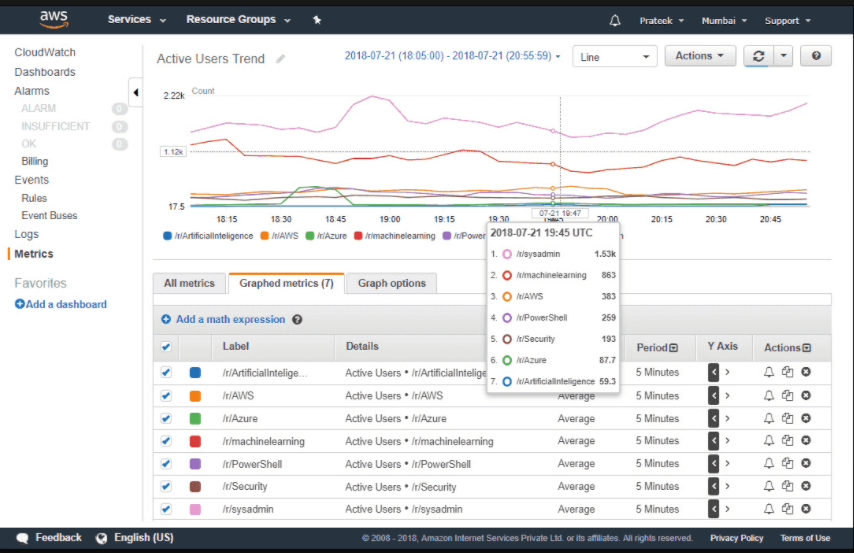 aws Services Resource Groups Prateek Mumbai Support
CloudWatch
Dashboards
Alarms
ALARM 0
INSUFFICIENT 0
OK 0
Billing
Events
Rules
Event Buses
Logs
Metrics
Favorites
Add a dashboard
Active Users Trend 2018-07-21 (18:05:00) - 2018-07-21 (20:55:59) Line Actions
Count
2.22k
1.12k
17.5
18:15 18:30 18:45 19:00 19:15 19:30 20:00 20:15 20:30 20:45
07-21 19:47
/r/ArtificialInteligence /r/AWS /r/Azure /r/machinelearning /r/Power
2018-07-21 19:45 UTC
1. /r/sysadmin 1.53k
2. /r/machinelearning 863
3. /r/AWS 383
4. /r/PowerShell 259
5. /r/Security 193
6. /r/Azure 87.7
7. /r/ArtificialInteligence 59.3
All metrics Graphed metrics (7) Graph options
Add a math expression
Label Details Period Y Axis Actions
/r/ArtificialIntelige... Active Users • /r/ArtificialIntelige 5 Minutes
/r/AWS Active Users • /r/AWS Average 5 Minutes
/r/Azure Active Users • /r/Azure Average 5 Minutes
/r/machinelearning Active Users • /r/machinelearning Average 5 Minutes
/r/PowerShell Active Users • /r/PowerShell Average 5 Minutes
/r/Security Active Users • /r/Security Average 5 Minutes
/r/sysadmin Active Users • /r/sysadmin Average 5 Minutes
Feedback English (US) © 2008 - 2018, Amazon Internet Services Private Ltd. or its affiliates. All rights reserved. Privacy Policy Terms of Use